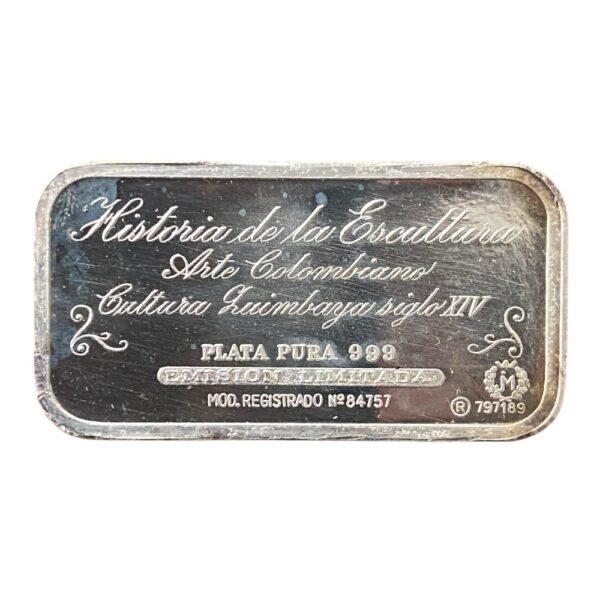 Historia de la Escultura
Arte Colombiano
Cultura Quimbaya siglo XIV
PLATA PURA 999
EMISION LIMITADA
MOD. REGISTRADO Nº 84757
M
® 797189